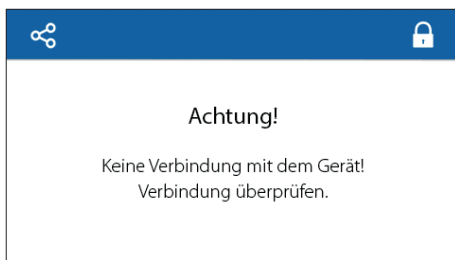 Achtung!
Keine Verbindung mit dem Gerät!
Verbindung überprüfen.